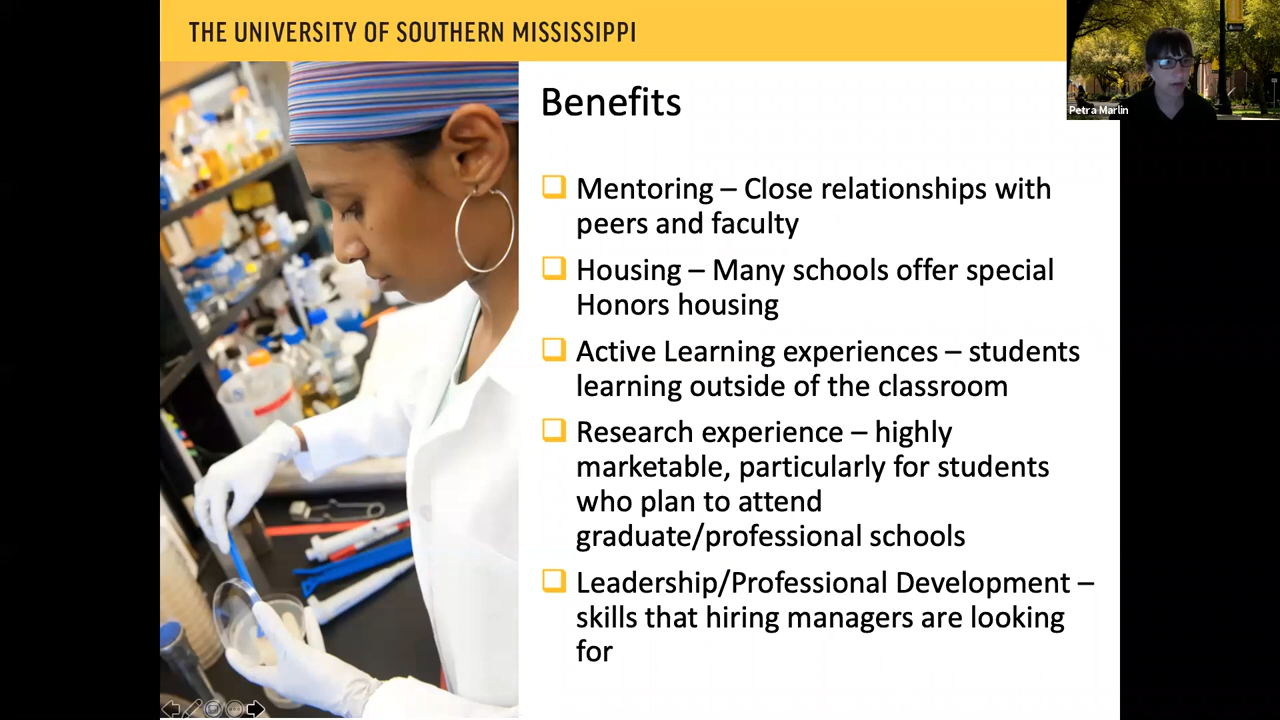 THE UNIVERSITY OF SOUTHERN MISSISSIPPI
Petra Marlin
Benefits
Mentoring – Close relationships with
peers and faculty
Housing – Many schools offer special
Honors housing
Active Learning experiences – students
learning outside of the classroom
Research experience – highly
marketable, particularly for students
who plan to attend
graduate/professional schools
Leadership/Professional Development –
skills that hiring managers are looking
for